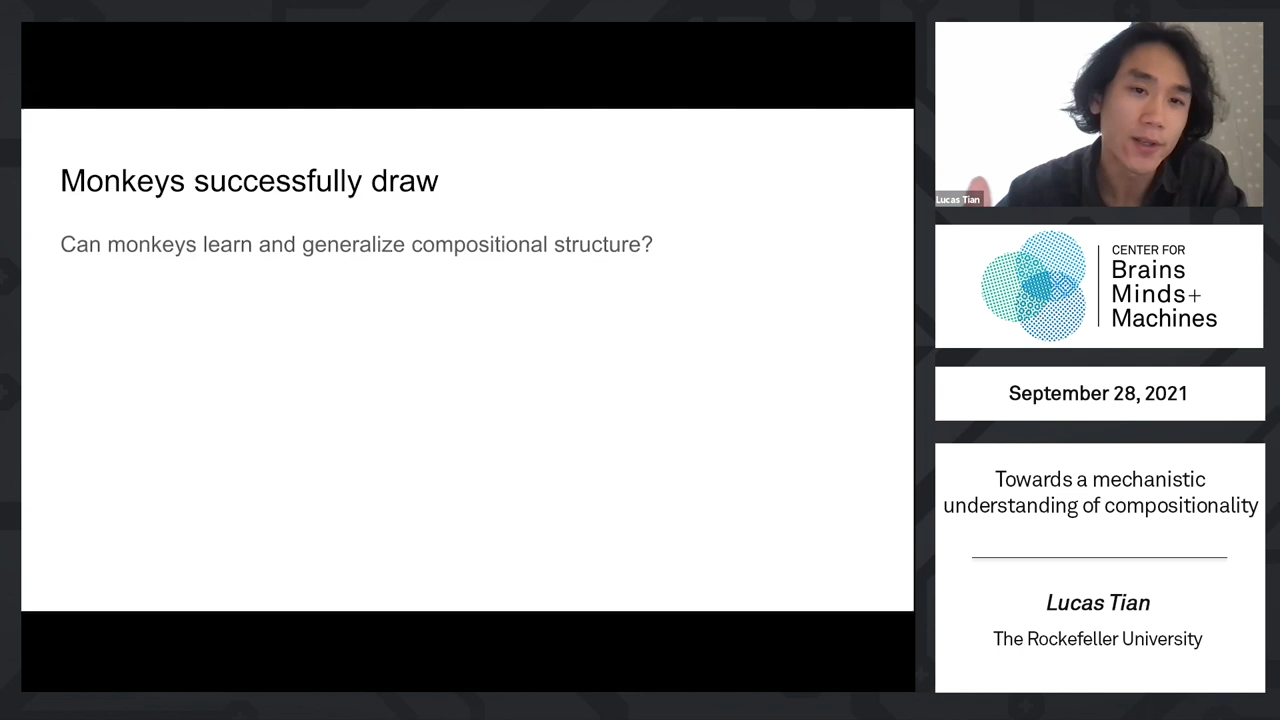 Monkeys successfully draw
Can monkeys learn and generalize compositional structure?
Lucas Tian
CENTER FOR
Brains
Minds+
Machines
September 28, 2021
Towards a mechanistic
understanding of compositionality
Lucas Tian
The Rockefeller University